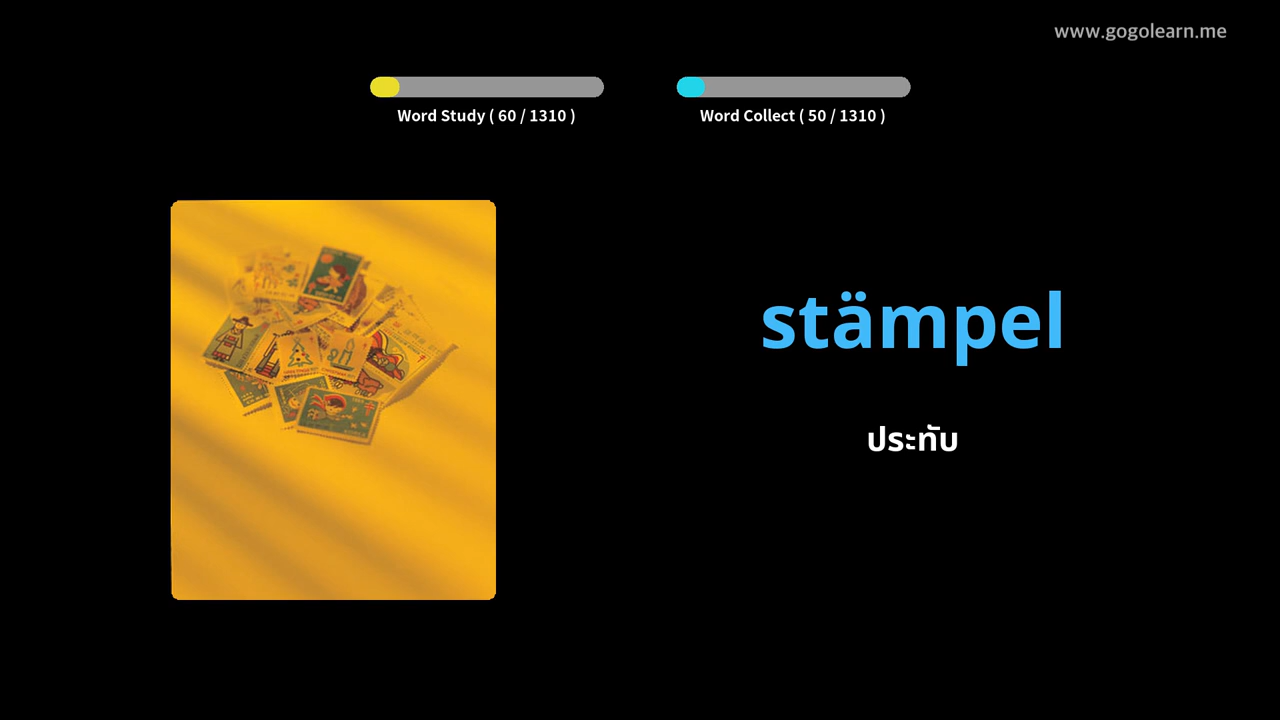 www.gogolearn.me
Word Study ( 60 / 1310 )
Word Collect ( 50 / 1310 )
stämpel
ประทับ